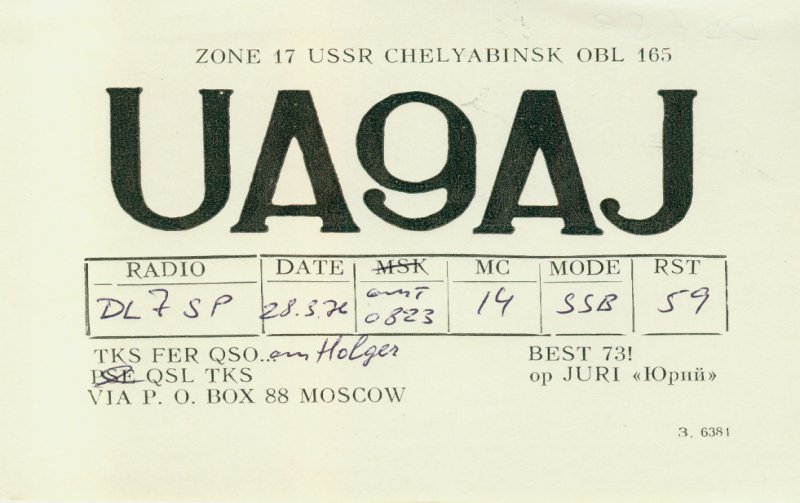 ZONE 17 USSR CHELYABINSK OBL 165
UA9AJ
RADIO DATE MSK MC MODE RST
DL7SP 28.3.76 GMT 0823 14 SSB 59
TKS FER QSO... om Holger BEST 73!
PSE QSL TKS op JURI «Юрий»
VIA P. O. BOX 88 MOSCOW
З. 6381